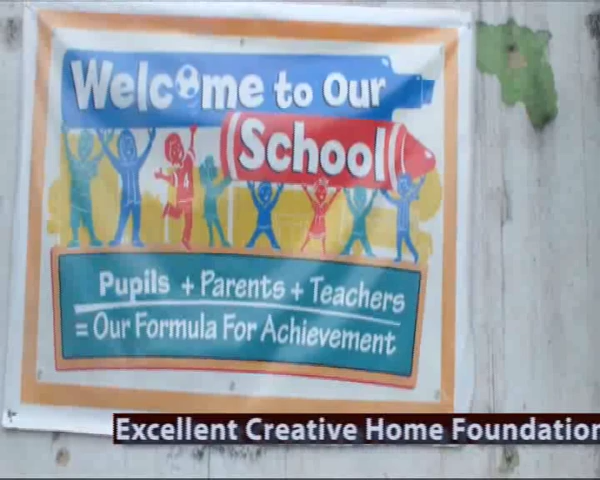 Welcome to Our
School
Pupils + Parents + Teachers
= Our Formula For Achievement
Excellent Creative Home Foundation